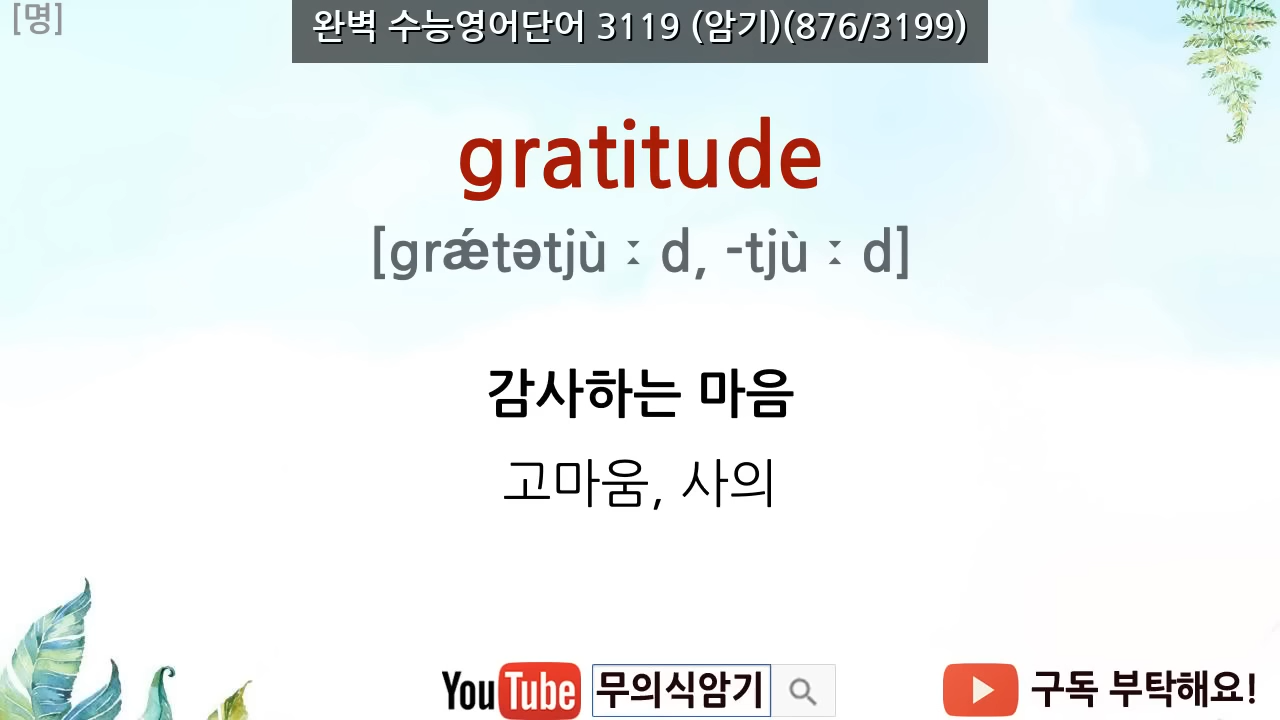 [명]
완벽 수능영어단어 3119 (암기)(876/3199)
gratitude
[grǽtətjùːd, -tjùːd]
감사하는 마음
고마움, 사의
YouTube 무의식암기
구독 부탁해요!